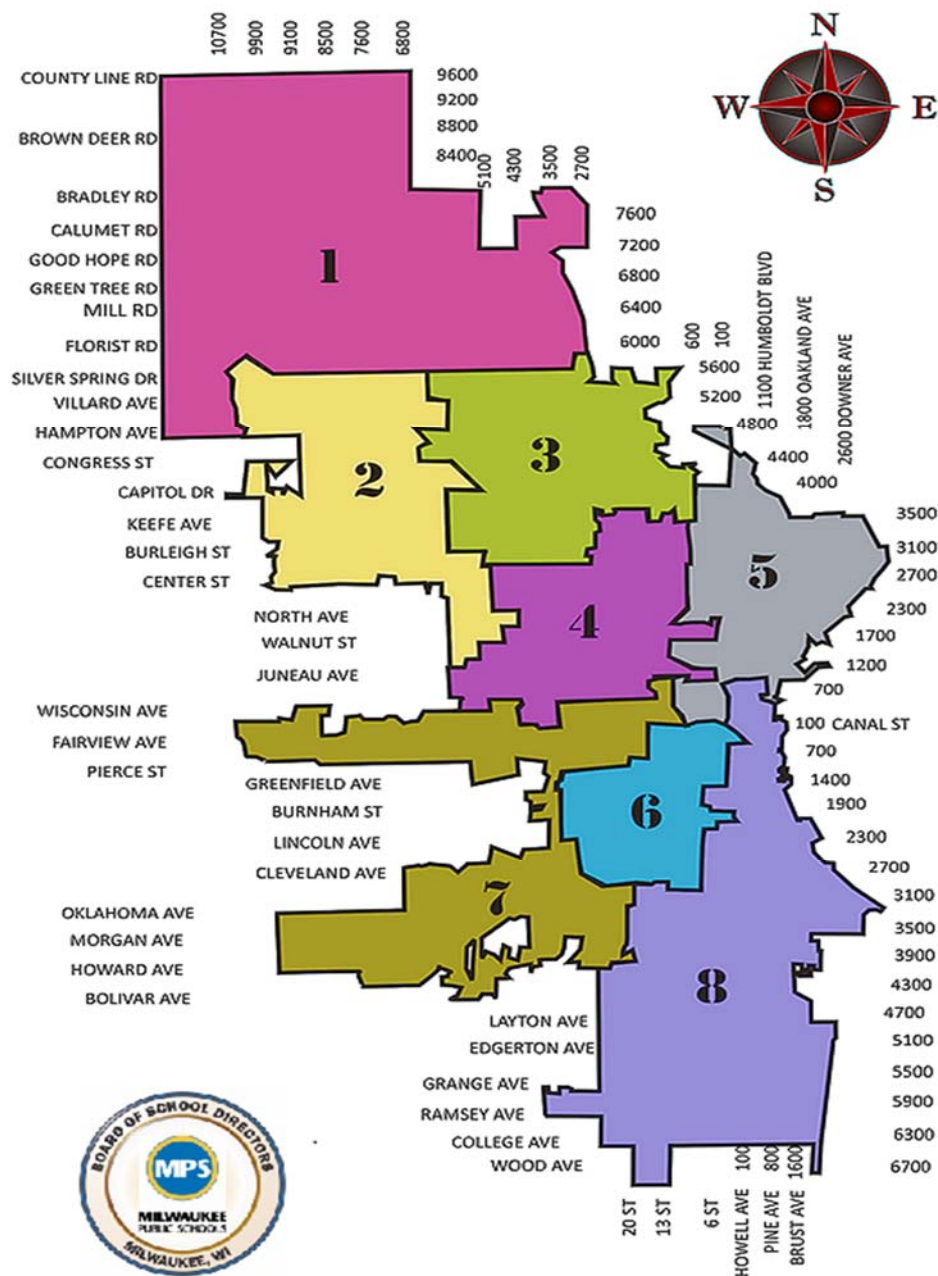 10700 9900 9100 8500 7600 6800
N
W E
S
COUNTY LINE RD 9600
9200
BROWN DEER RD 8800
8400
5100 4300 3500 2700
BRADLEY RD 7600
CALUMET RD 7200
GOOD HOPE RD 6800
GREEN TREE RD
MILL RD 6400
FLORIST RD 6000
600 100 1100 HUMBOLDT BLVD 1800 OAKLAND AVE 2600 DOWNER AVE
1
SILVER SPRING DR 5600
VILLARD AVE 5200
HAMPTON AVE 4800
CONGRESS ST 4400
2 3
CAPITOL DR 4000
KEEFE AVE 3500
BURLEIGH ST 3100
CENTER ST 2700
5
NORTH AVE 2300
4
WALNUT ST 1700
JUNEAU AVE 1200
700
WISCONSIN AVE
100 CANAL ST
FAIRVIEW AVE 700
PIERCE ST 1400
GREENFIELD AVE
BURNHAM ST 1900
6
LINCOLN AVE 2300
CLEVELAND AVE 2700
7 3100
OKLAHOMA AVE 3500
MORGAN AVE 3900
HOWARD AVE 4300
8
BOLIVAR AVE 4700
LAYTON AVE 5100
EDGERTON AVE 5500
GRANGE AVE 5900
RAMSEY AVE 6300
COLLEGE AVE
WOOD AVE 6700
20 ST 13 ST 6 ST HOWELL AVE 100 PINE AVE 800 BRUST AVE 1600
BOARD OF SCHOOL DIRECTORS
MPS
MILWAUKEE
PUBLIC SCHOOLS
MILWAUKEE, WI